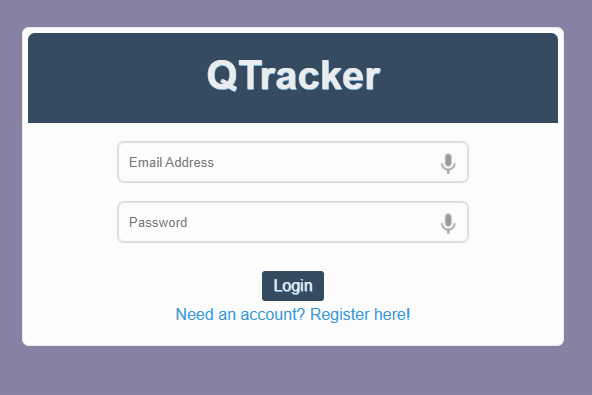 QTracker
Email Address
Password
Login
Need an account? Register here!